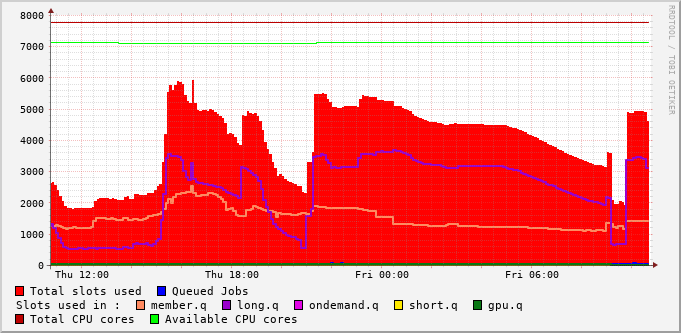 8000
7000
6000
5000
4000
3000
2000
1000
0
Thu 12:00 Thu 18:00 Fri 00:00 Fri 06:00
RRDTOOL / TOBI OETIKER
Total slots used Queued Jobs
Slots used in : member.q long.q ondemand.q short.q gpu.q
Total CPU cores Available CPU cores